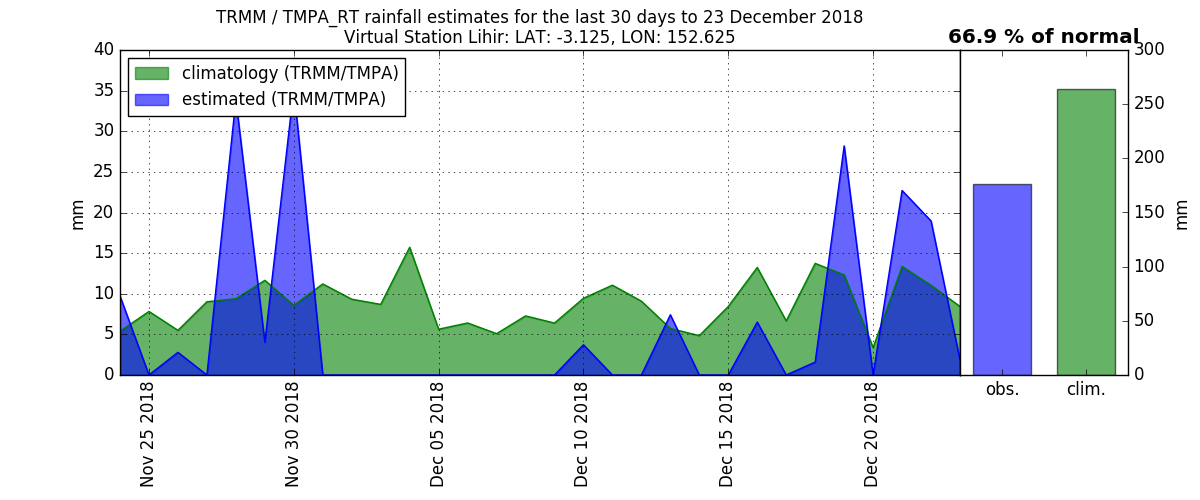 TRMM / TMPA_RT rainfall estimates for the last 30 days to 23 December 2018
Virtual Station Lihir: LAT: -3.125, LON: 152.625
66.9 % of normal
climatology (TRMM/TMPA)
estimated (TRMM/TMPA)
mm
40
35
30
25
20
15
10
5
0
Nov 25 2018
Nov 30 2018
Dec 05 2018
Dec 10 2018
Dec 15 2018
Dec 20 2018
obs.
clim.
300
250
200
150
100
50
0
mm